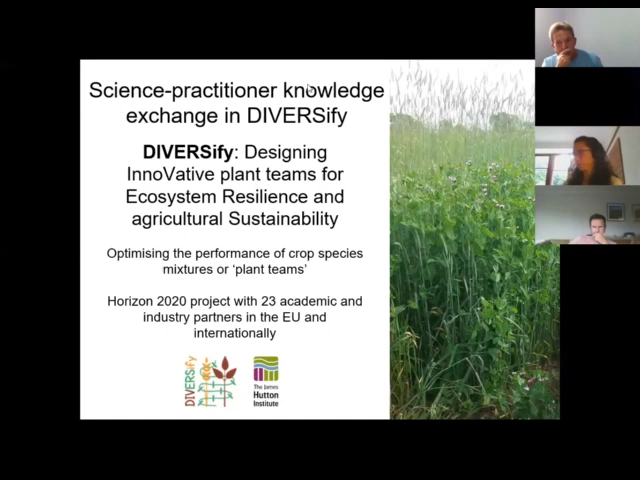 Science-practitioner knowledge
exchange in DIVERSify
DIVERSify: Designing
InnoVative plant teams for
Ecosystem Resilience and
agricultural Sustainability
Optimising the performance of crop species
mixtures or 'plant teams'
Horizon 2020 project with 23 academic and
industry partners in the EU and
internationally
DIVERSify
The James
Hutton
Institute